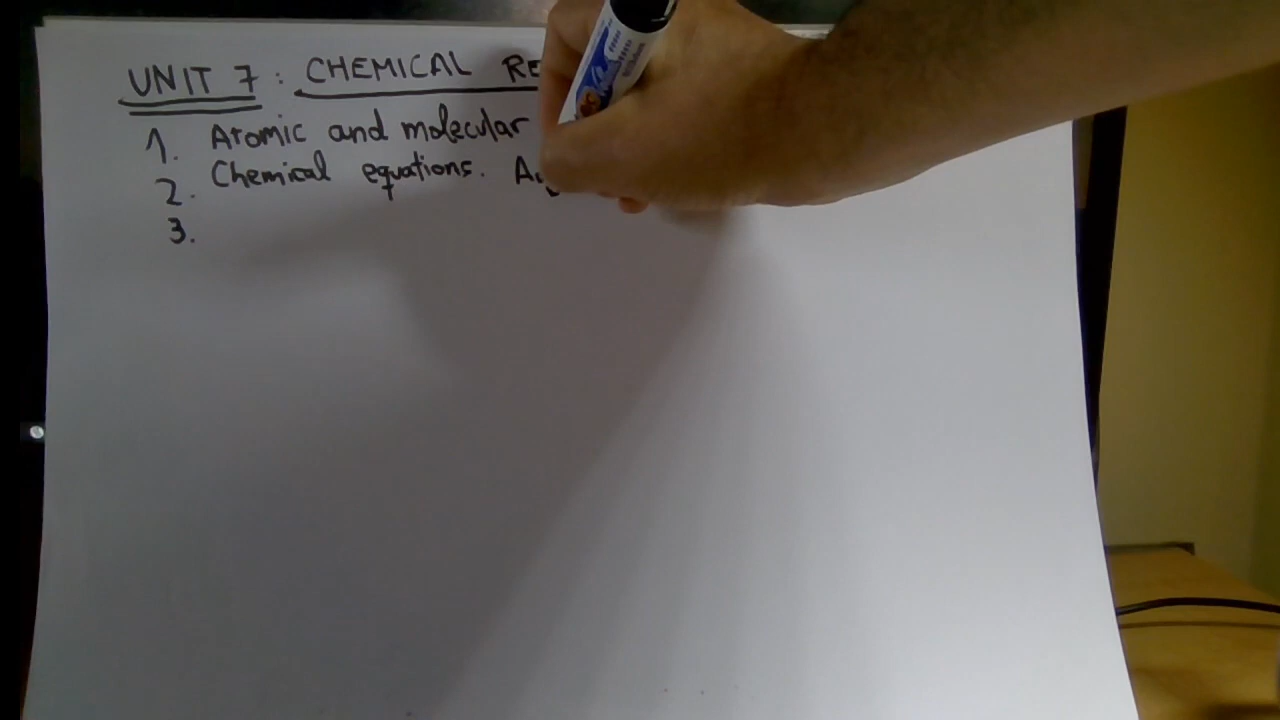 UNIT 7: CHEMICAL
1. Atomic and molecular
2. Chemical equations.
3.